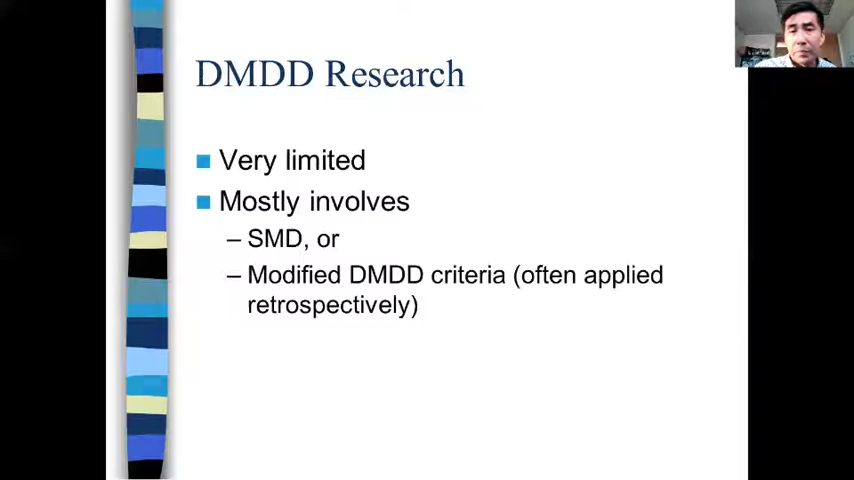 DMDD Research
Very limited
Mostly involves
– SMD, or
– Modified DMDD criteria (often applied
retrospectively)